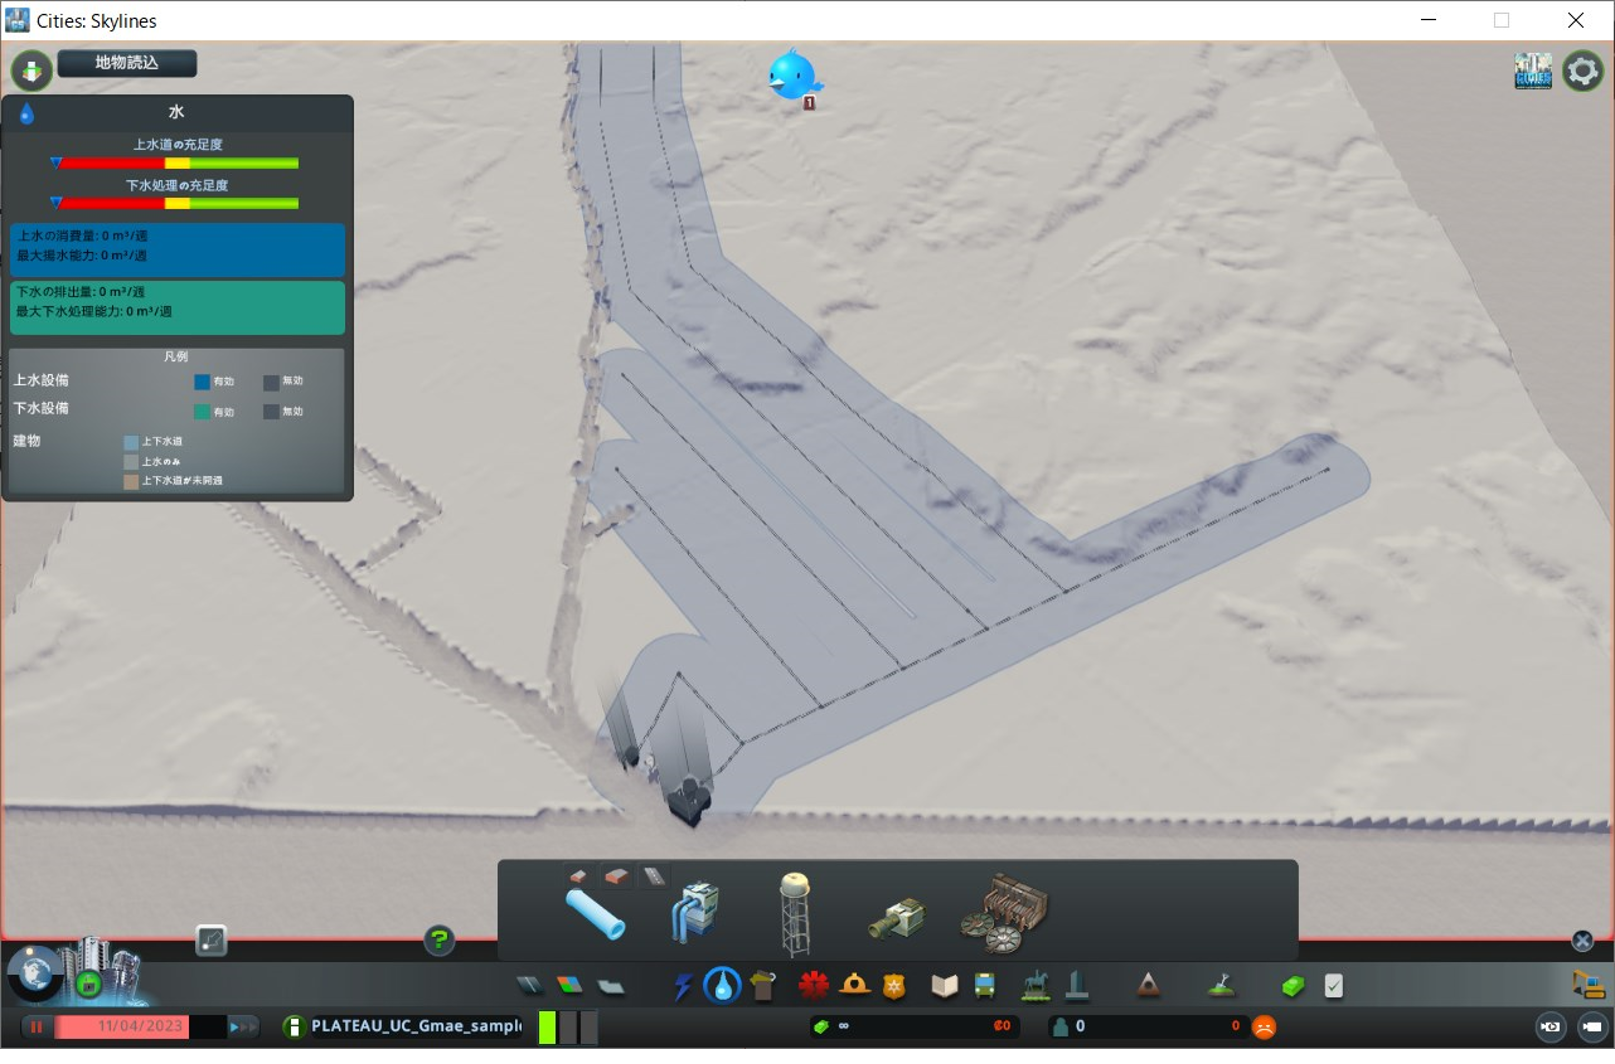 Cities: Skylines
地物読込
水
上水道の充足度
下水処理の充足度
上水の消費量: 0 m³/週
最大揚水能力: 0 m³/週
下水の排出量: 0 m³/週
最大下水処理能力: 0 m³/週
凡例
上水設備 有効 無効
下水設備 有効 無効
建物 上下水道
上水のみ
上下水道が未開通
1
?
11/04/2023
PLATEAU_UC_Gmae_sampl
∞ ₡0
0 0